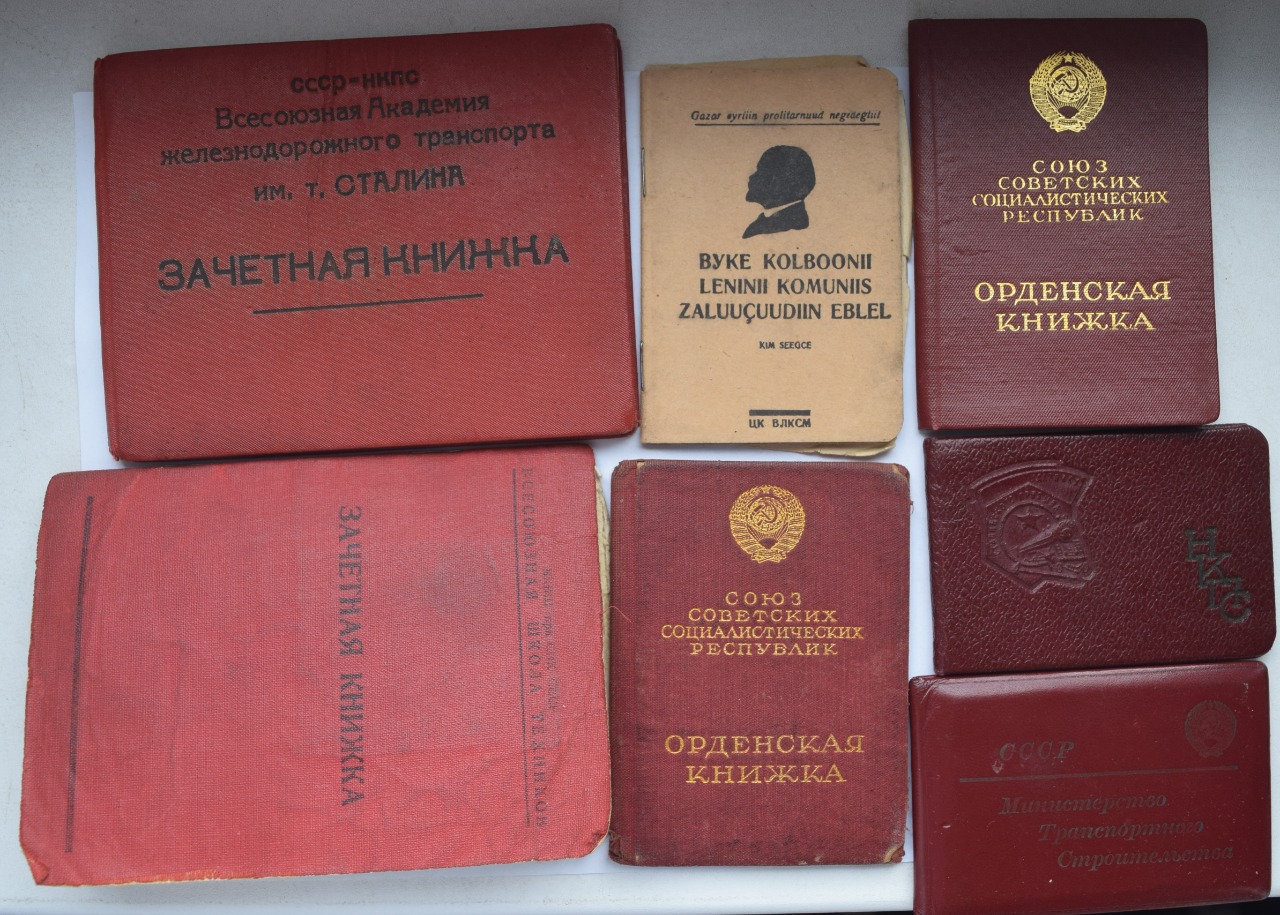 СССР-НКПС
Всесоюзная Академия
железнодорожного транспорта
им. т. СТАЛИНА
ЗАЧЕТНАЯ КНИЖКА
Gazar yriin prolitarnuud negideglyl
BYKE KOLBOONII
LENINII KOMUNIIS
ZALUUÇUUDIIN EBLEL
KIM SEEGCE
ЦК ВЛКСМ
СОЮЗ
СОВЕТСКИХ
СОЦИАЛИСТИЧЕСКИХ
РЕСПУБЛИК
ОРДЕНСКАЯ
КНИЖКА
ВСЕСОЮЗНАЯ ШКОЛА ТЕХНИКОВ
ЗАЧЕТНАЯ КНИЖКА
СОЮЗ
СОВЕТСКИХ
СОЦИАЛИСТИЧЕСКИХ
РЕСПУБЛИК
ОРДЕНСКАЯ
КНИЖКА
НКПС
СССР
Министерство
Транспортного
Строительства